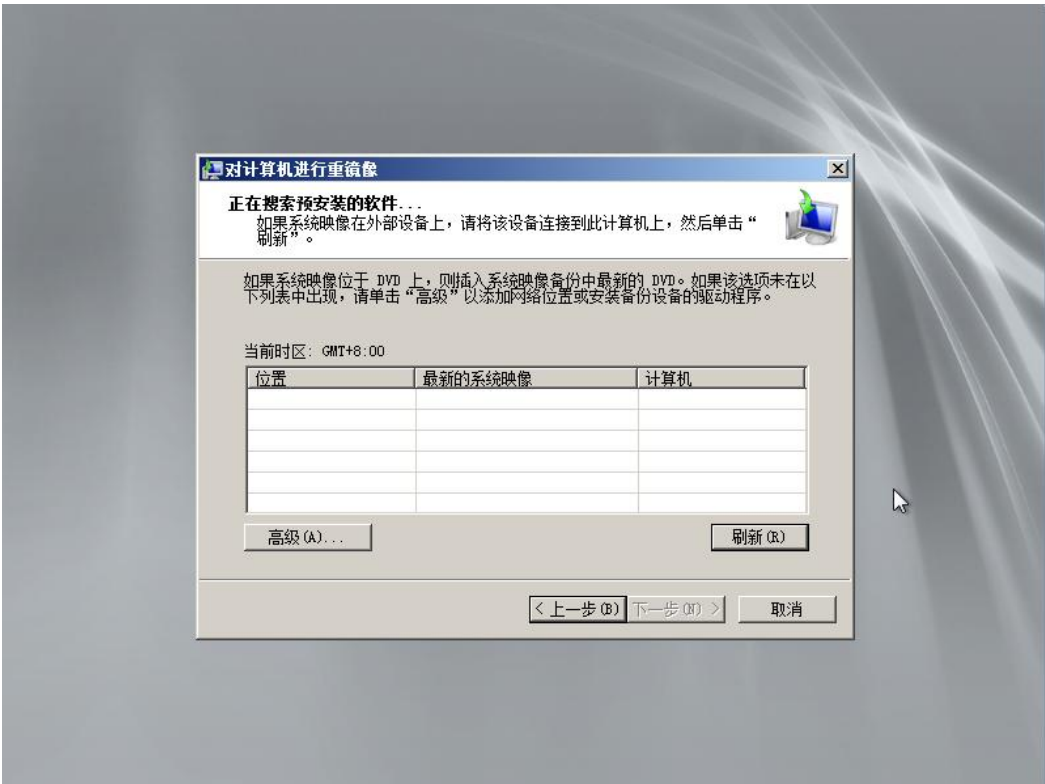 对计算机进行重镜像
正在搜索预安装的软件...
如果系统映像在外部设备上，请将该设备连接到此计算机上，然后单击“
刷新”。
如果系统映像位于 DVD 上，则插入系统映像备份中最新的 DVD。如果该选项未在以
下列表中出现，请单击“高级”以添加网络位置或安装备份设备的驱动程序。
当前时区: GMT+8:00
位置 最新的系统映像 计算机
高级(A)... 刷新(R)
< 上一步(B) 下一步(N) > 取消